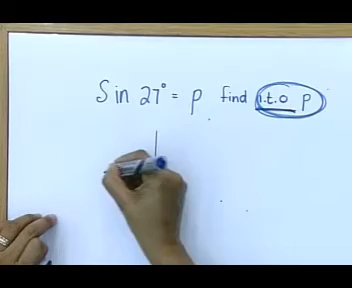 Sin 27° = p find i.t.o p